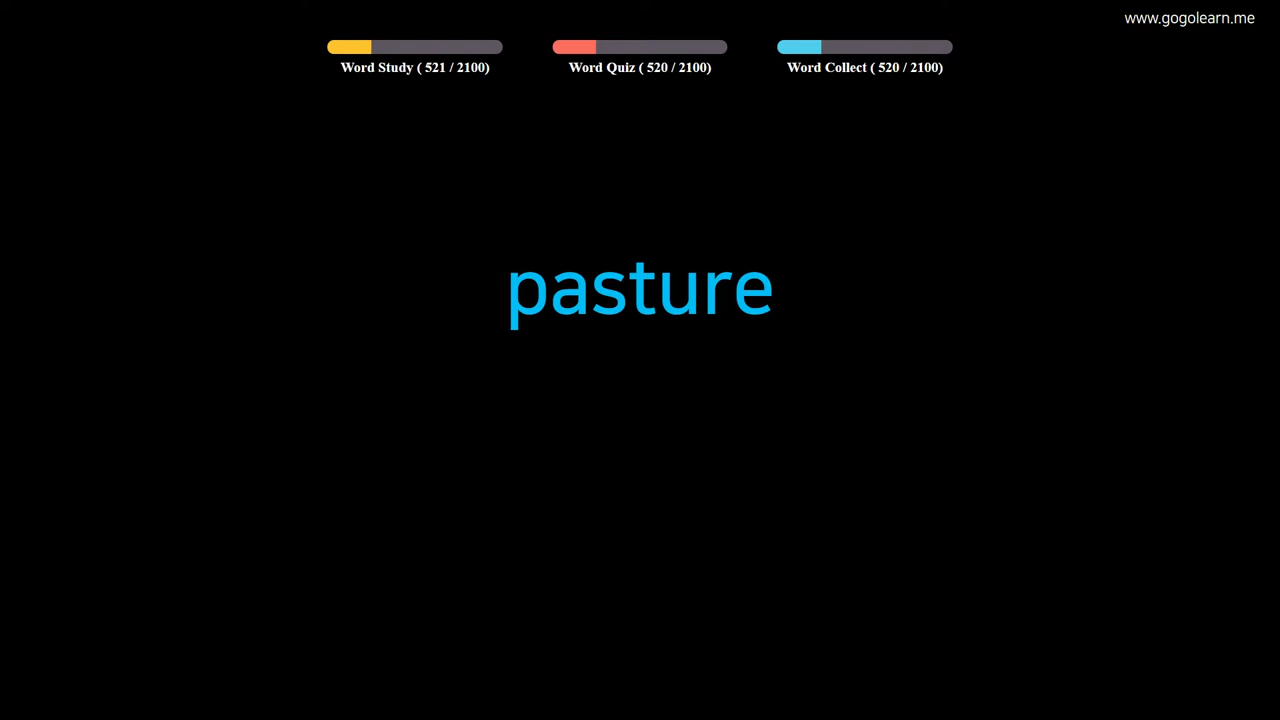 www.gogolearn.me
Word Study ( 521 / 2100)
Word Quiz ( 520 / 2100)
Word Collect ( 520 / 2100)
pasture